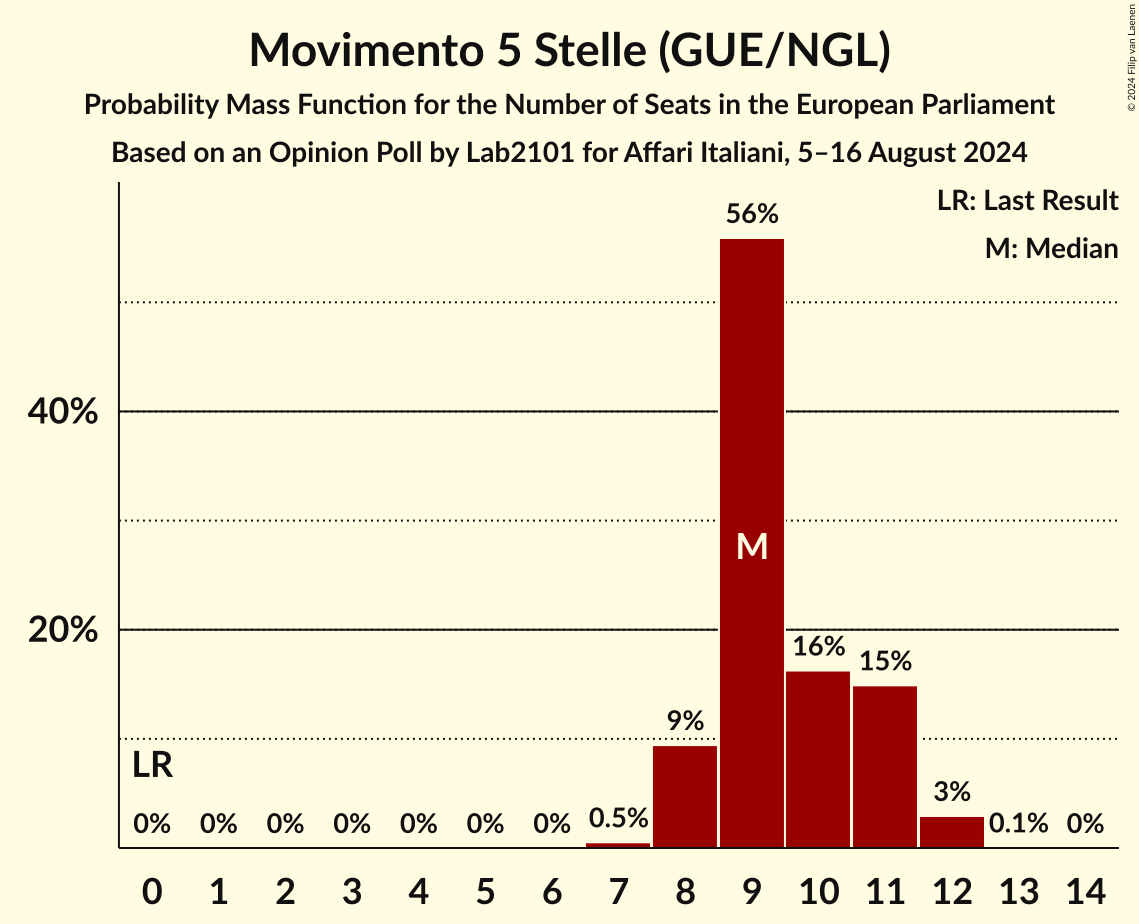 Movimento 5 Stelle (GUE/NGL)
Probability Mass Function for the Number of Seats in the European Parliament
Based on an Opinion Poll by Lab2101 for Affari Italiani, 5–16 August 2024
© 2024 Filip van Laenen
LR: Last Result
M: Median
56%
40%
M
20%
16%
15%
9%
LR
3%
0%
0%
0%
0%
0%
0%
0%
0.5%
0.1%
0%
0 1 2 3 4 5 6 7 8 9 10 11 12 13 14